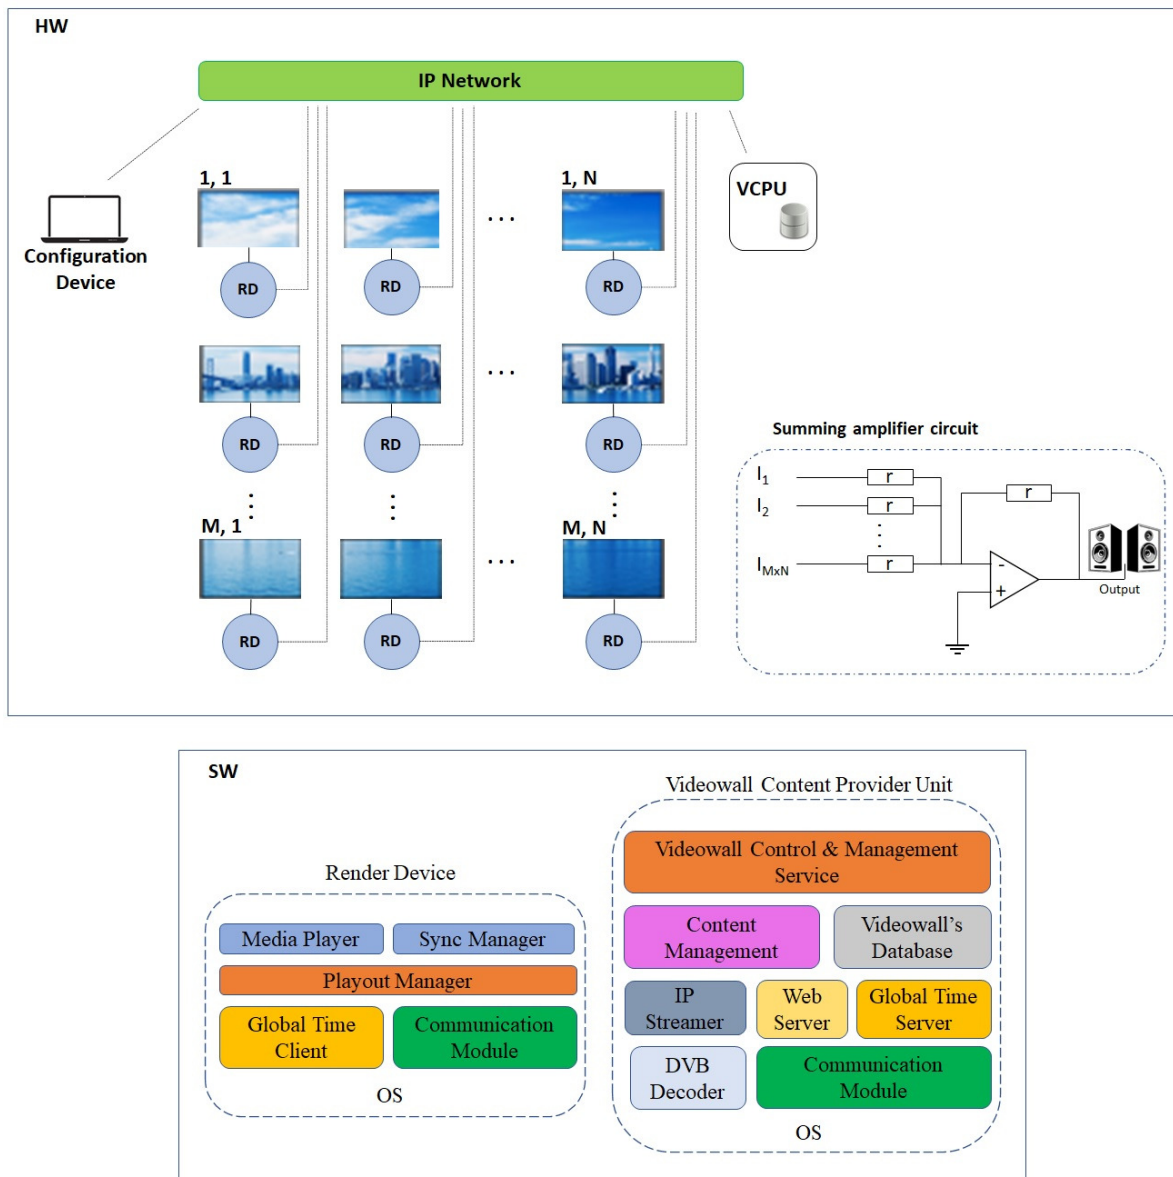 HW
IP Network
1, 1
1, N
VCPU
Configuration
Device
...
RD
RD
RD
...
RD
RD
RD
M, 1
M, N
...
RD
RD
RD
Summing amplifier circuit
I1
r
r
I2
r
IMxN
r
-
+
Output
SW
Render Device
Media Player
Sync Manager
Playout Manager
Global Time
Client
Communication
Module
OS
Videowall Content Provider Unit
Videowall Control & Management
Service
Content
Management
Videowall's
Database
IP
Streamer
Web
Server
Global Time
Server
DVB
Decoder
Communication
Module
OS